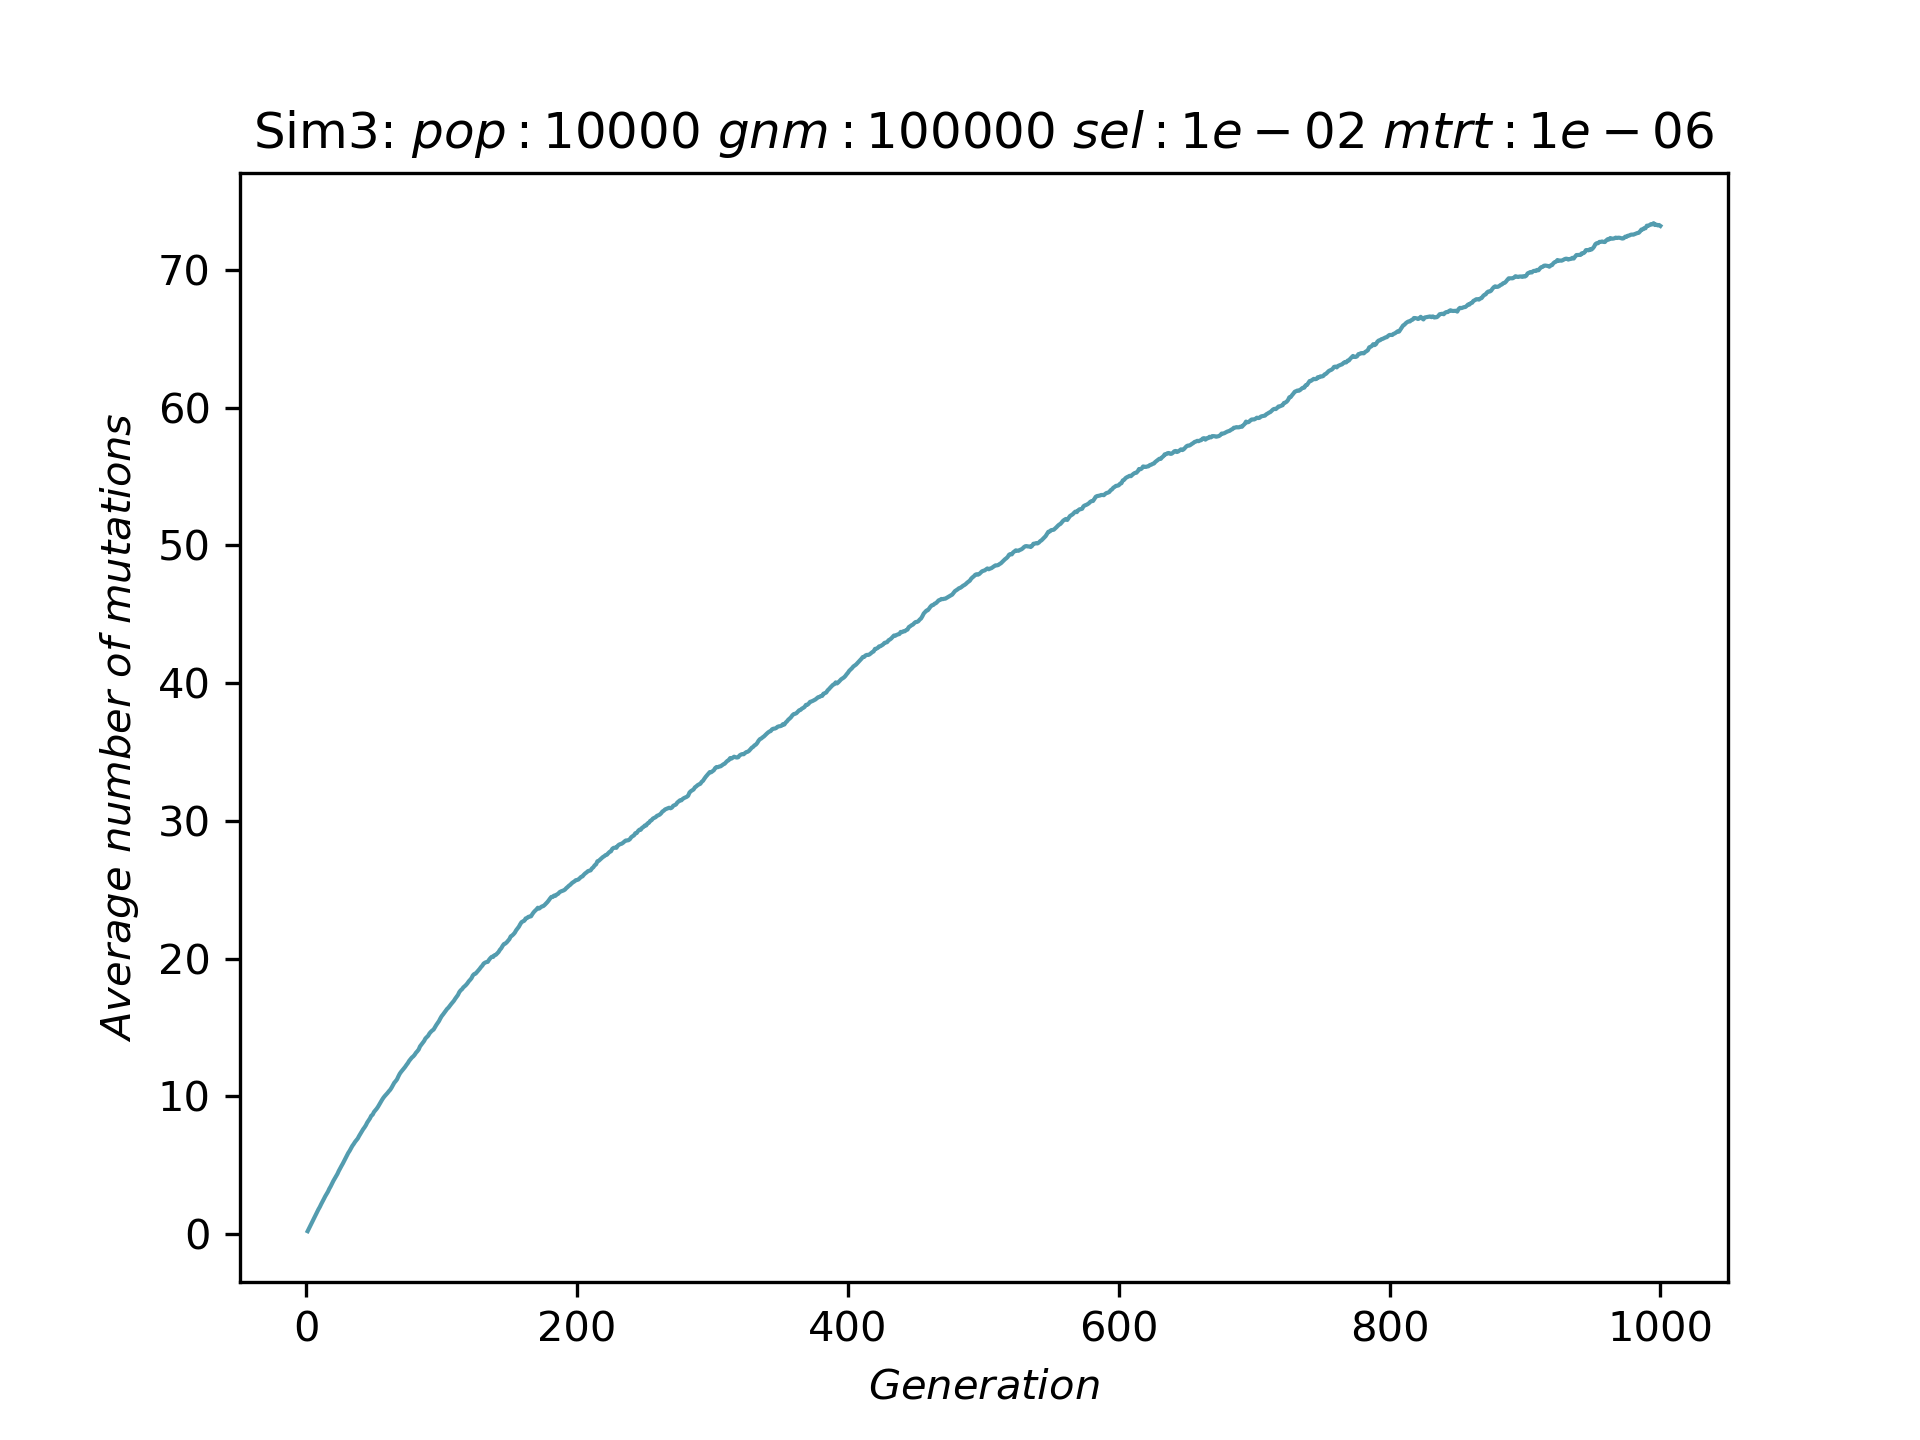 Sim3: pop : 10000 gnm : 100000 sel : 1e − 02 mtrt : 1e − 06
70
60
50
40
30
20
10
0
Average number of mutations
0 200 400 600 800 1000
Generation